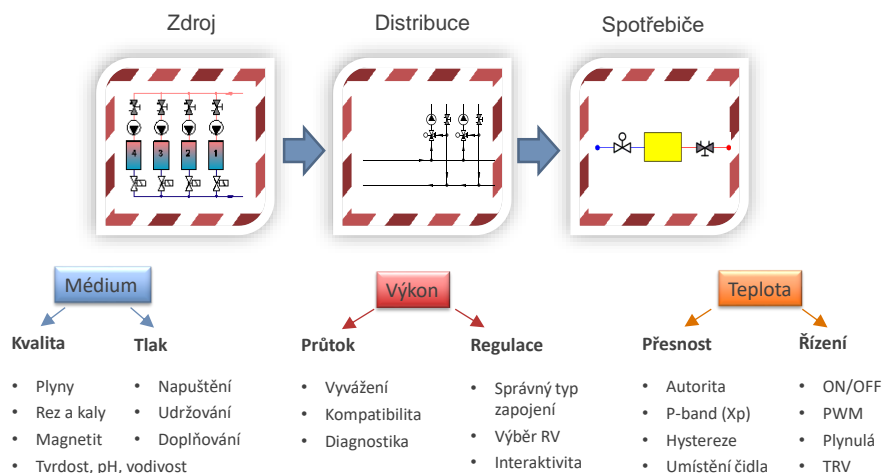 Zdroj
Distribuce
Spotřebiče
4 3 2 1
Médium
Výkon
Teplota
Kvalita
Tlak
Průtok
Regulace
Přesnost
Řízení
• Plyny
• Rez a kaly
• Magnetit
• Tvrdost, pH, vodivost
• Napuštění
• Udržování
• Doplňování
• Vyvážení
• Kompatibilita
• Diagnostika
• Správný typ
zapojení
• Výběr RV
• Interaktivita
• Autorita
• P-band (Xp)
• Hystereze
• Umístění čidla
• ON/OFF
• PWM
• Plynulá
• TRV